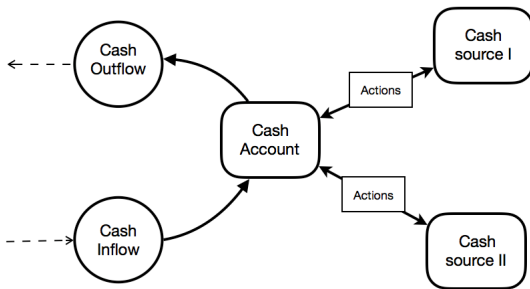 Cash
Outflow
Cash
source I
Actions
Cash
Account
Actions
Cash
Inflow
Cash
source II